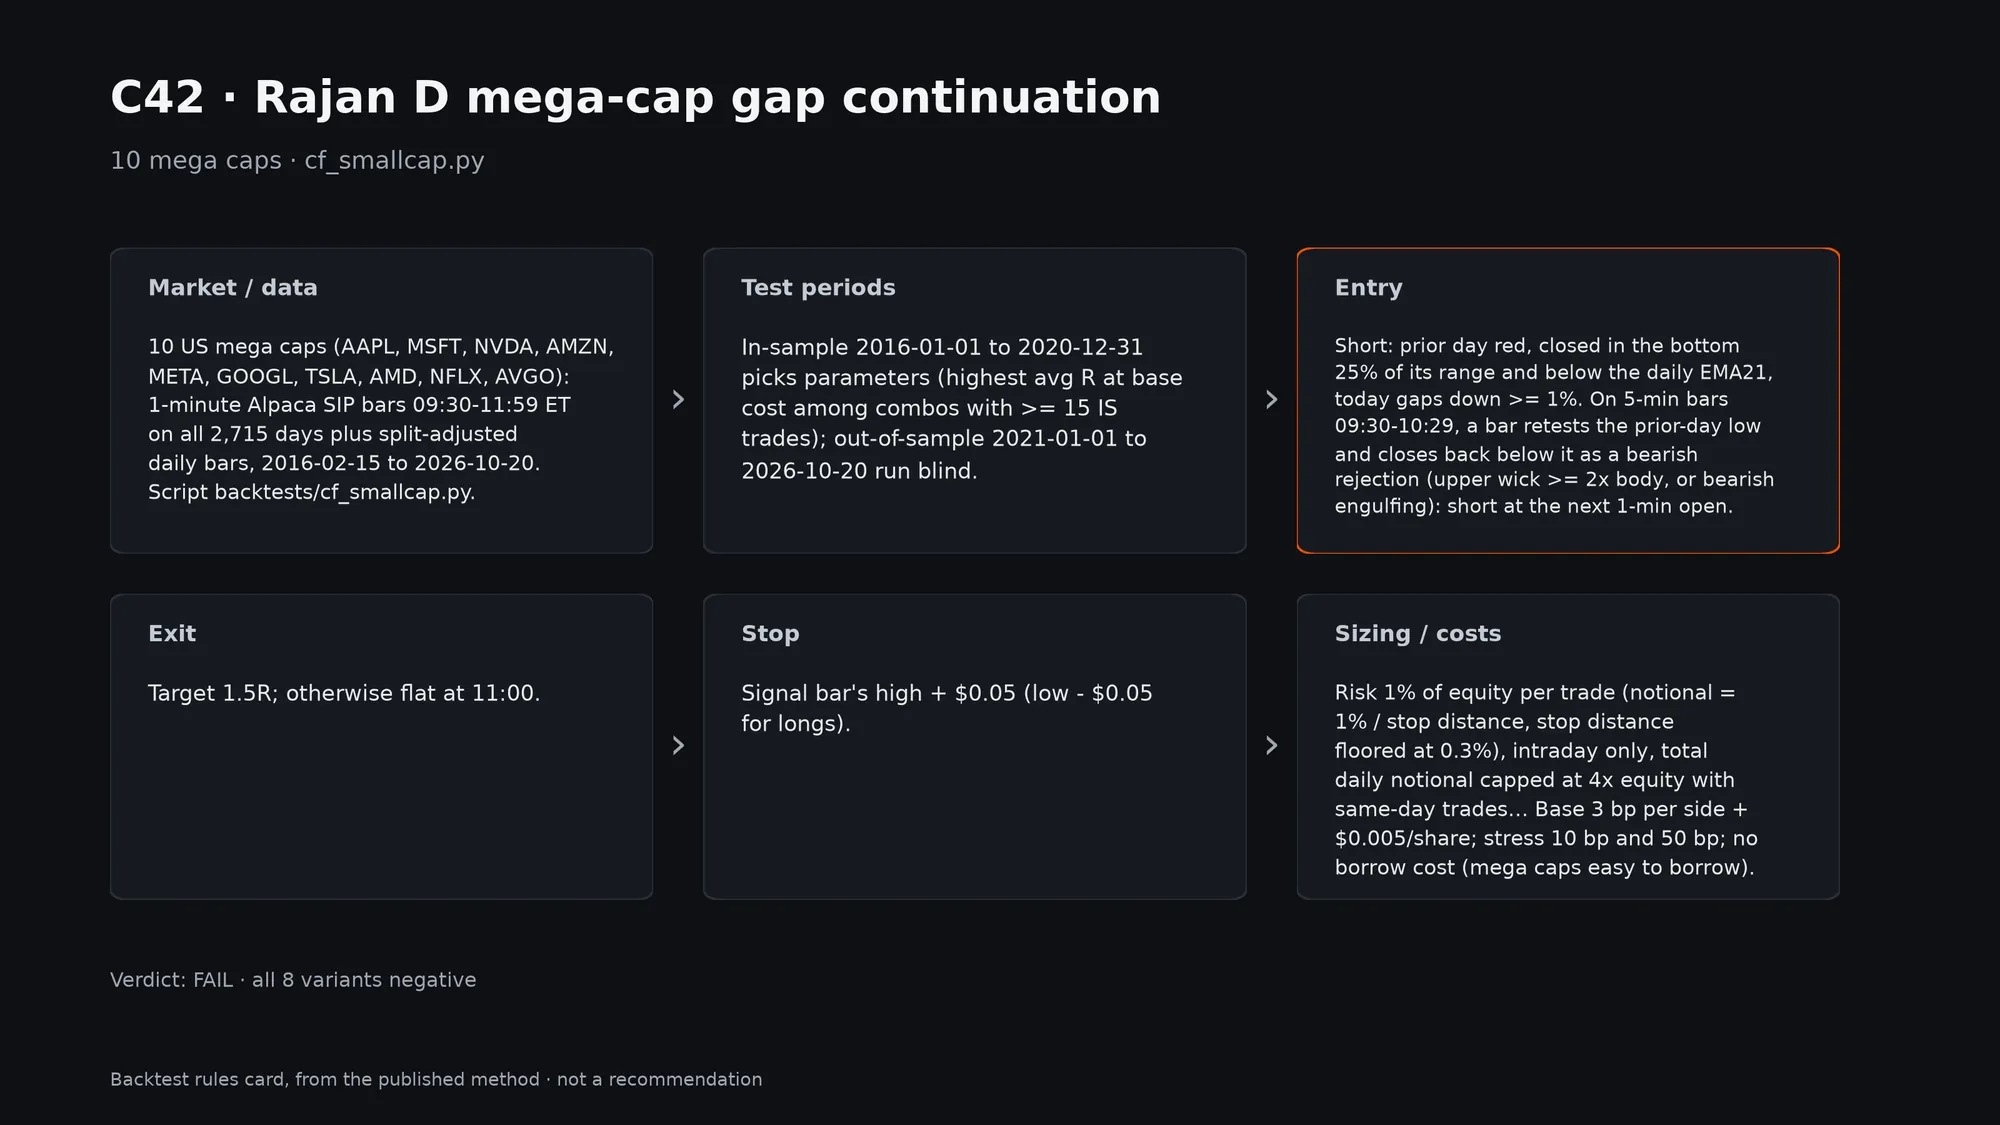 C42 · Rajan D mega-cap gap continuation
10 mega caps · cf_smallcap.py
Market / data
10 US mega caps (AAPL, MSFT, NVDA, AMZN,
META, GOOGL, TSLA, AMD, NFLX, AVGO):
1-minute Alpaca SIP bars 09:30-11:59 ET
on all 2,715 days plus split-adjusted
daily bars, 2016-02-15 to 2026-10-20.
Script backtests/cf_smallcap.py.
›
Test periods
In-sample 2016-01-01 to 2020-12-31
picks parameters (highest avg R at base
cost among combos with >= 15 IS
trades); out-of-sample 2021-01-01 to
2026-10-20 run blind.
›
Entry
Short: prior day red, closed in the bottom
25% of its range and below the daily EMA21,
today gaps down >= 1%. On 5-min bars
09:30-10:29, a bar retests the prior-day low
and closes back below it as a bearish
rejection (upper wick >= 2x body, or bearish
engulfing): short at the next 1-min open.
Exit
Target 1.5R; otherwise flat at 11:00.
›
Stop
Signal bar's high + $0.05 (low - $0.05
for longs).
›
Sizing / costs
Risk 1% of equity per trade (notional =
1% / stop distance, stop distance
floored at 0.3%), intraday only, total
daily notional capped at 4x equity with
same-day trades... Base 3 bp per side +
$0.005/share; stress 10 bp and 50 bp; no
borrow cost (mega caps easy to borrow).
Verdict: FAIL · all 8 variants negative
Backtest rules card, from the published method · not a recommendation